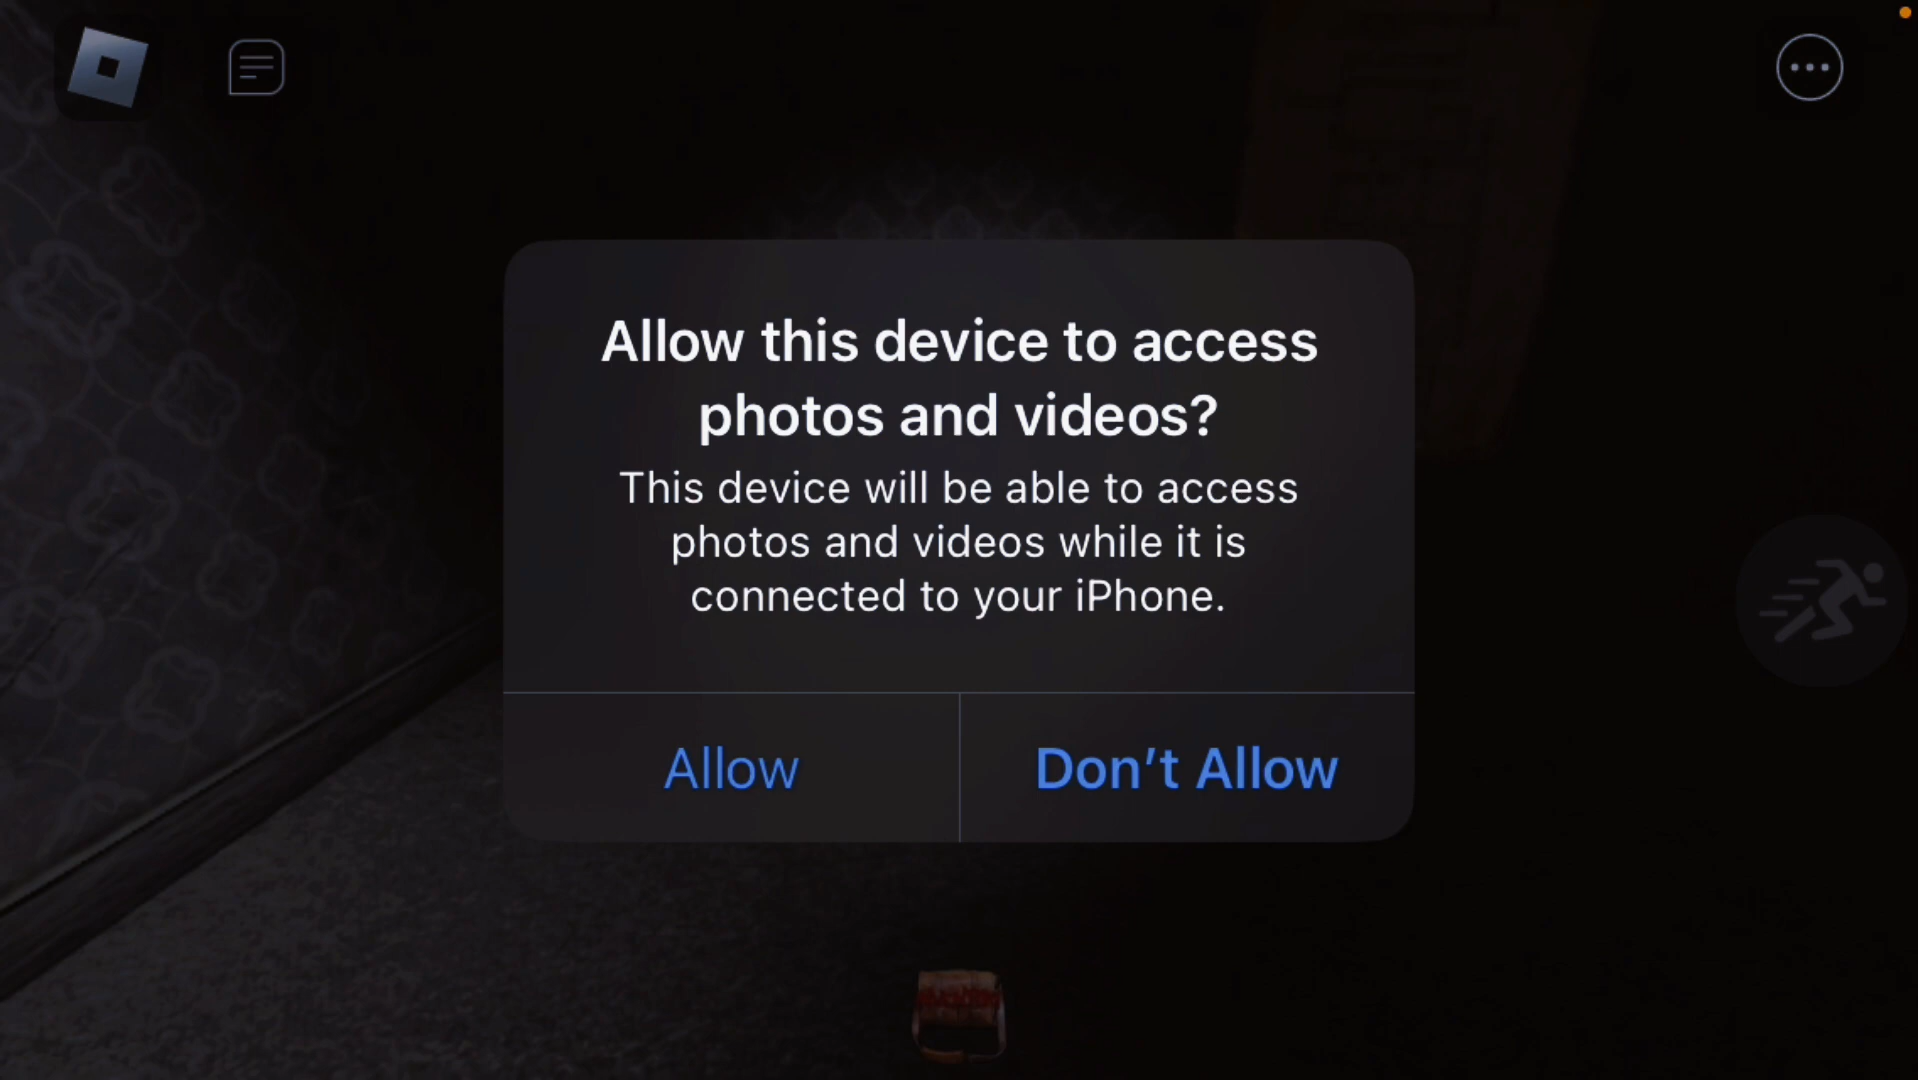 Allow this device to access
photos and videos?
This device will be able to access
photos and videos while it is
connected to your iPhone.
Allow
Don’t Allow